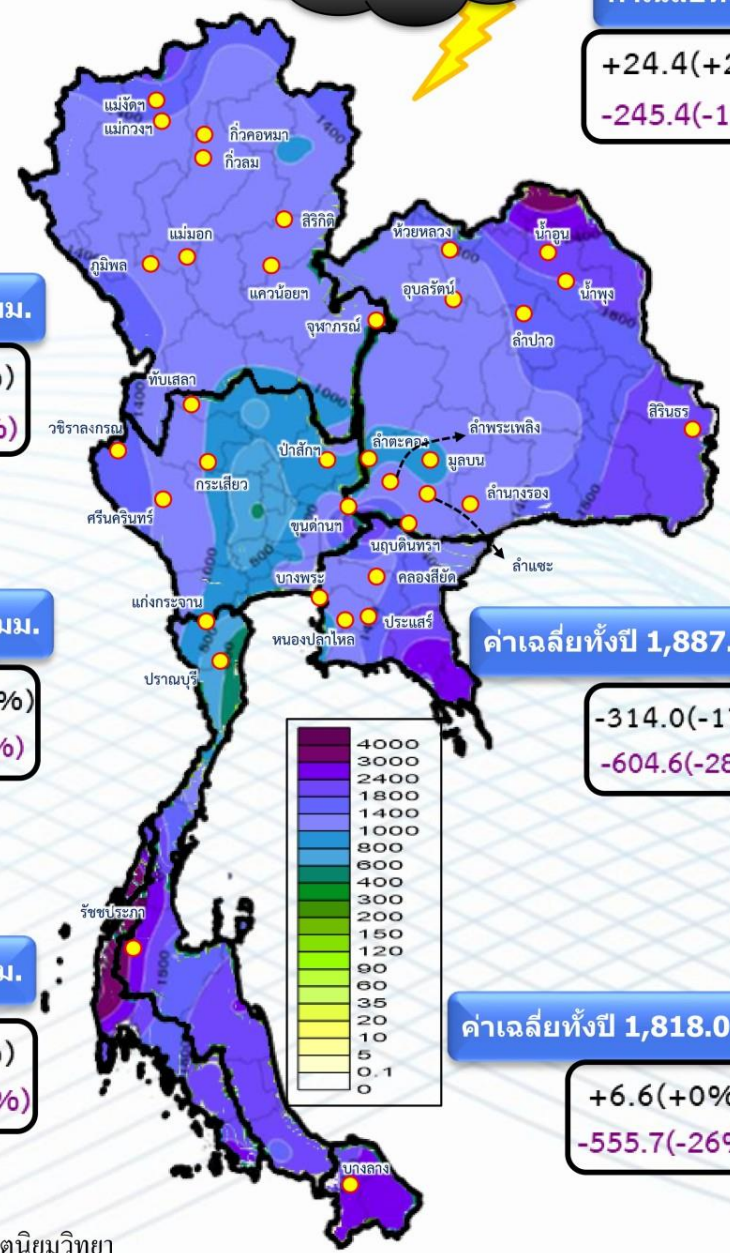 +24.4(+2
-245.4(-1
แม่งัดฯ
แม่กวงฯ
กิ่วคอหมา
กิ่วลม
1400
สิริกิติ์
แม่มอก
ภูมิพล
แควน้อยฯ
ห้วยหลวง
น้ำอูน
อุบลรัตน์
น้ำพุง
จุฬาภรณ์
ลำปาว
1800
มม.
%)
ทับเสลา
1000
1400
สิรินธร
วชิราลงกรณ
ป่าสักฯ
ลำตะคอง
ลำพระเพลิง
มูลบน
กระเสียว
ศรีนครินทร์
ลำนางรอง
ขุนด่านฯ
นฤบดินทรฯ
ลำแซะ
บางพระ
คลองสียัด
แก่งกระจาน
หนองปลาไหล
ประแสร์
มม.
ค่าเฉลี่ยทั้งปี 1,887.
ปราณบุรี
%)
%)
-314.0(-17
-604.6(-28
4000
3000
2400
1800
1400
1000
800
600
400
300
200
150
120
90
60
35
20
10
5
0.1
0
รัชชประภา
ม.
ค่าเฉลี่ยทั้งปี 1,818.0
%)
+6.6(+0%
-555.7(-26%
บางลาง
ตุนิยมวิทยา